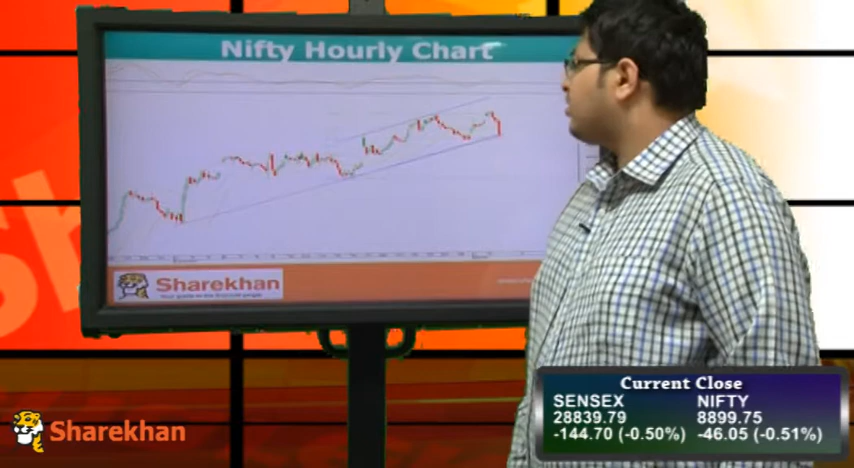 Nifty Hourly Chart
Sharekhan
Your guide to the financial jungle
Sharekhan
Current Close
SENSEX NIFTY
28839.79 8899.75
-144.70 (-0.50%) -46.05 (-0.51%)